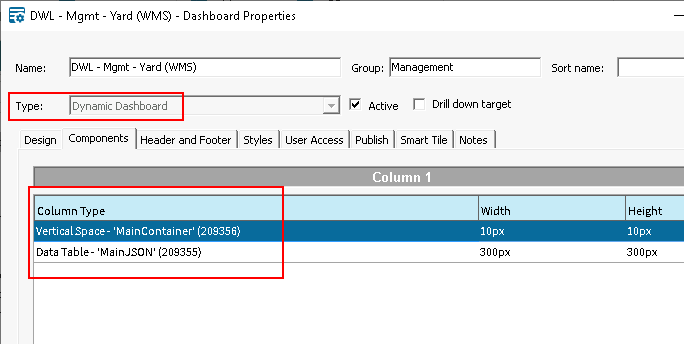 DWL - Mgmt - Yard (WMS) - Dashboard Properties
Name: DWL - Mgmt - Yard (WMS) Group: Management Sort name:
Type: Dynamic Dashboard Active Drill down target
Design Components Header and Footer Styles User Access Publish Smart Tile Notes
Column 1
Column Type Width Height
Vertical Space - 'MainContainer' (209356) 10px 10px
Data Table - 'MainJSON' (209355) 300px 300px